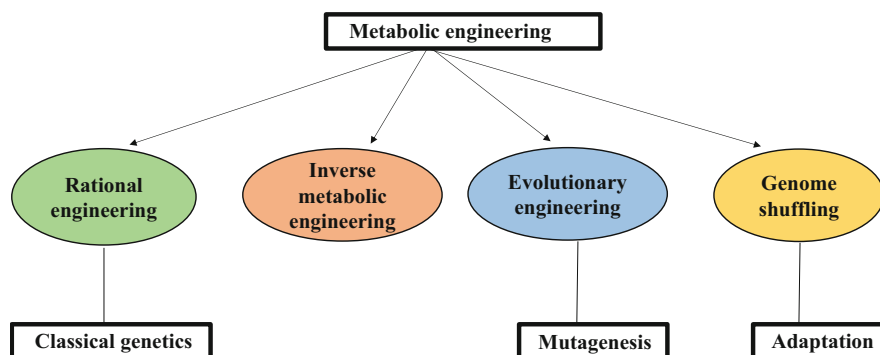 Metabolic engineering
Rational
engineering
Inverse
metabolic
engineering
Evolutionary
engineering
Genome
shuffling
Classical genetics
Mutagenesis
Adaptation